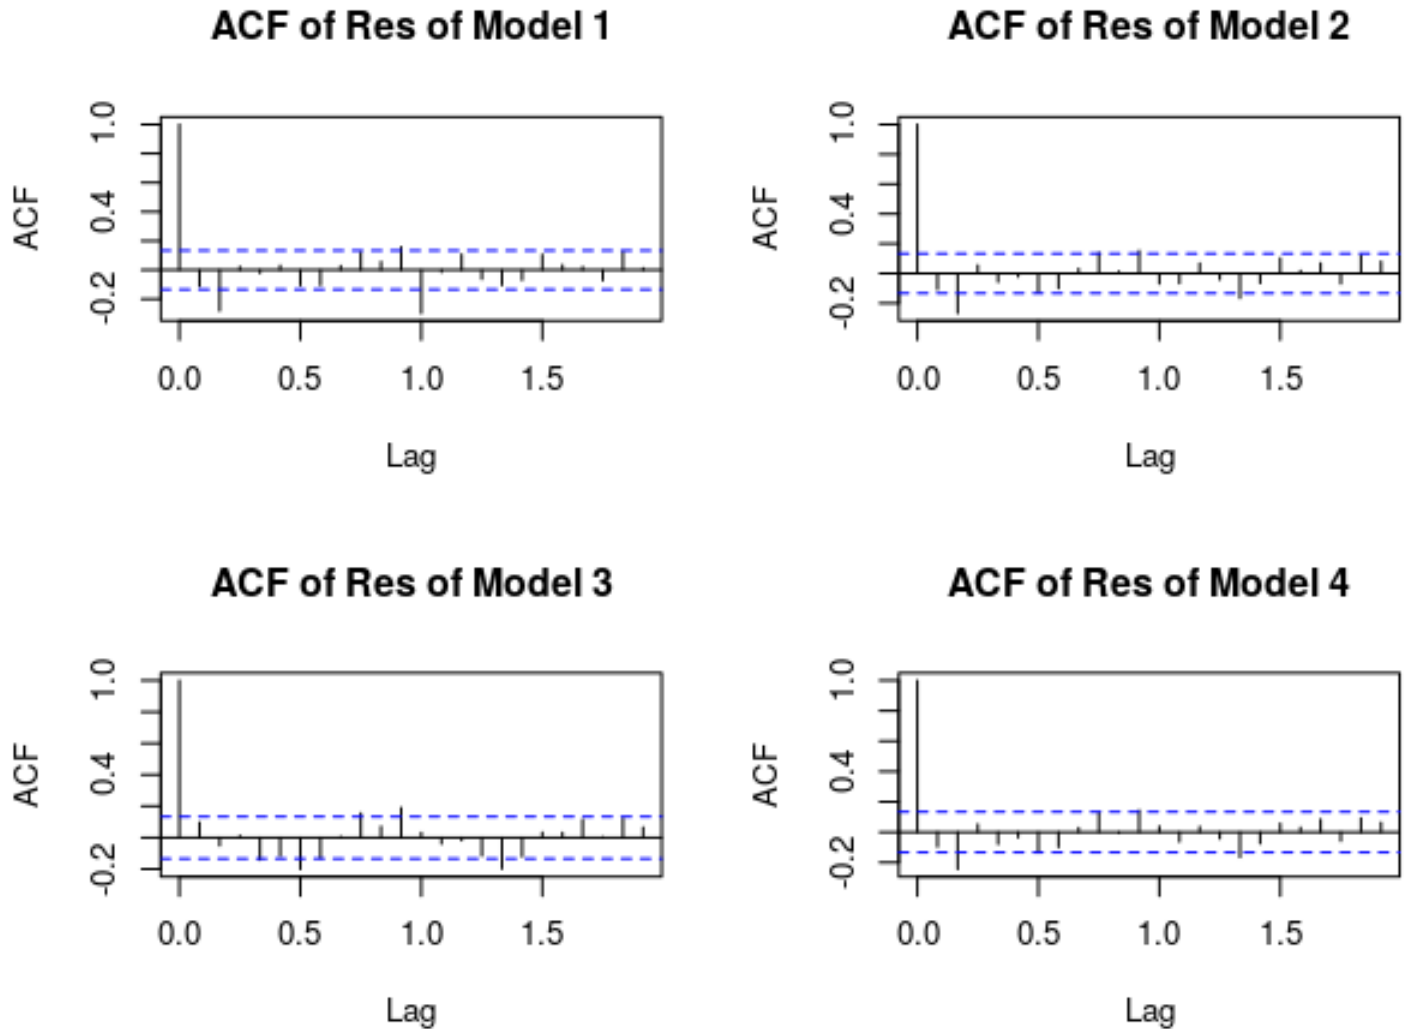 ACF of Res of Model 1
ACF
1.0
0.4
-0.2
0.0 0.5 1.0 1.5
Lag
ACF of Res of Model 2
ACF
1.0
0.4
-0.2
0.0 0.5 1.0 1.5
Lag
ACF of Res of Model 3
ACF
1.0
0.4
-0.2
0.0 0.5 1.0 1.5
Lag
ACF of Res of Model 4
ACF
1.0
0.4
-0.2
0.0 0.5 1.0 1.5
Lag